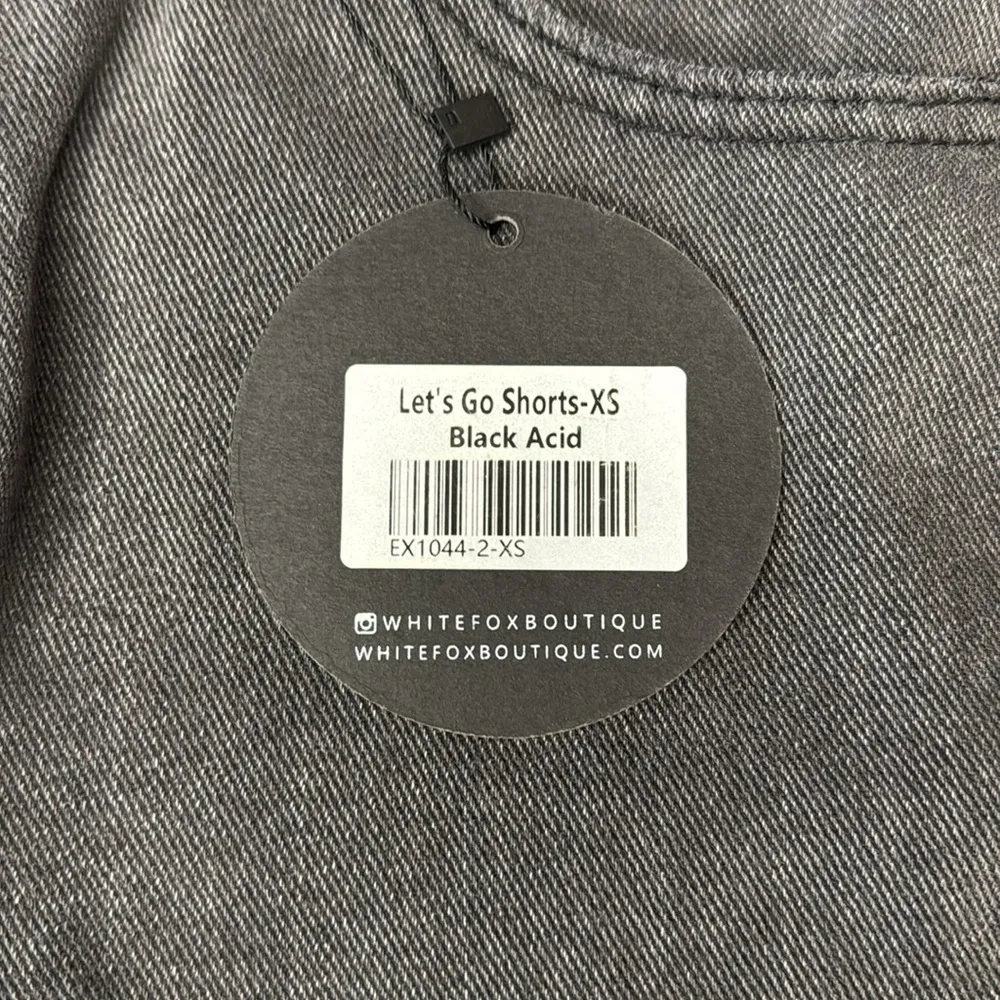 Let's Go Shorts-XS
Black Acid
EX1044-2-XS
WHITEFOXBOUTIQUE
WHITEFOXBOUTIQUE.COM